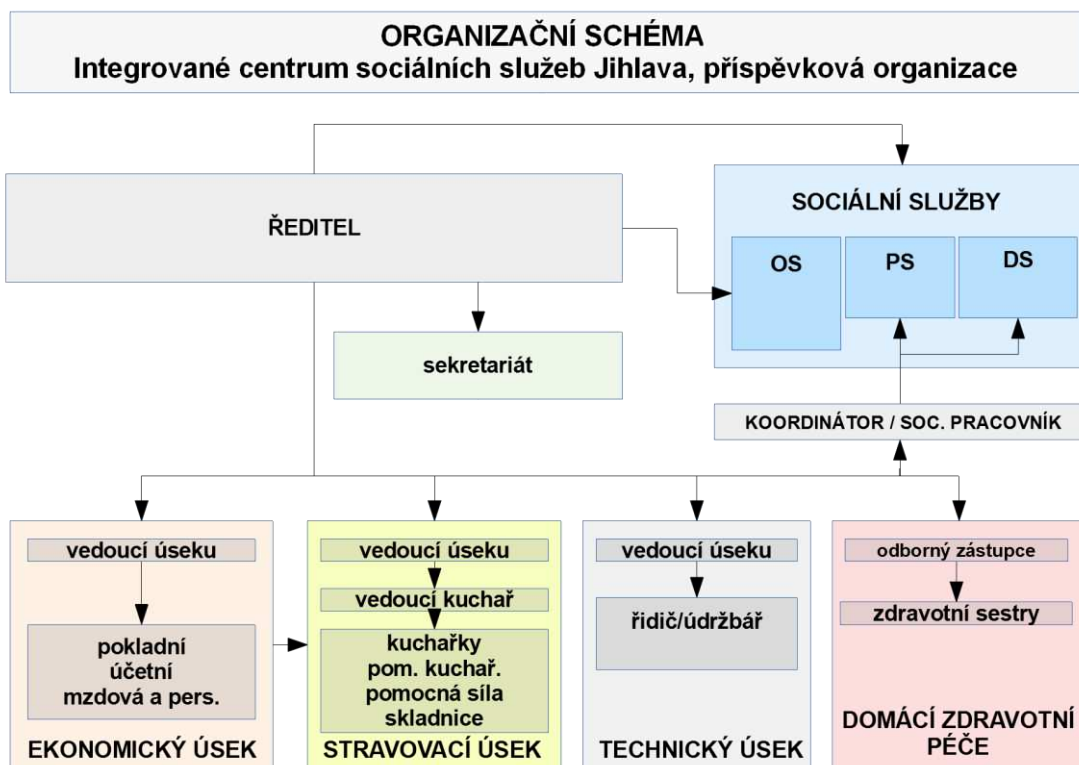 ORGANIZAČNÍ SCHÉMA
Integrované centrum sociálních služeb Jihlava, příspěvková organizace
ŘEDITEL
SOCIÁLNÍ SLUŽBY
OS
PS
DS
sekretariát
KOORDINÁTOR / SOC. PRACOVNÍK
vedoucí úseku
pokladní
účetní
mzdová a pers.
EKONOMICKÝ ÚSEK
vedoucí úseku
vedoucí kuchař
kuchařky
pom. kuchař.
pomocná síla
skladnice
STRAVOVACÍ ÚSEK
vedoucí úseku
řidič/údržbář
TECHNICKÝ ÚSEK
odborný zástupce
zdravotní sestry
DOMÁCÍ ZDRAVOTNÍ
PÉČE